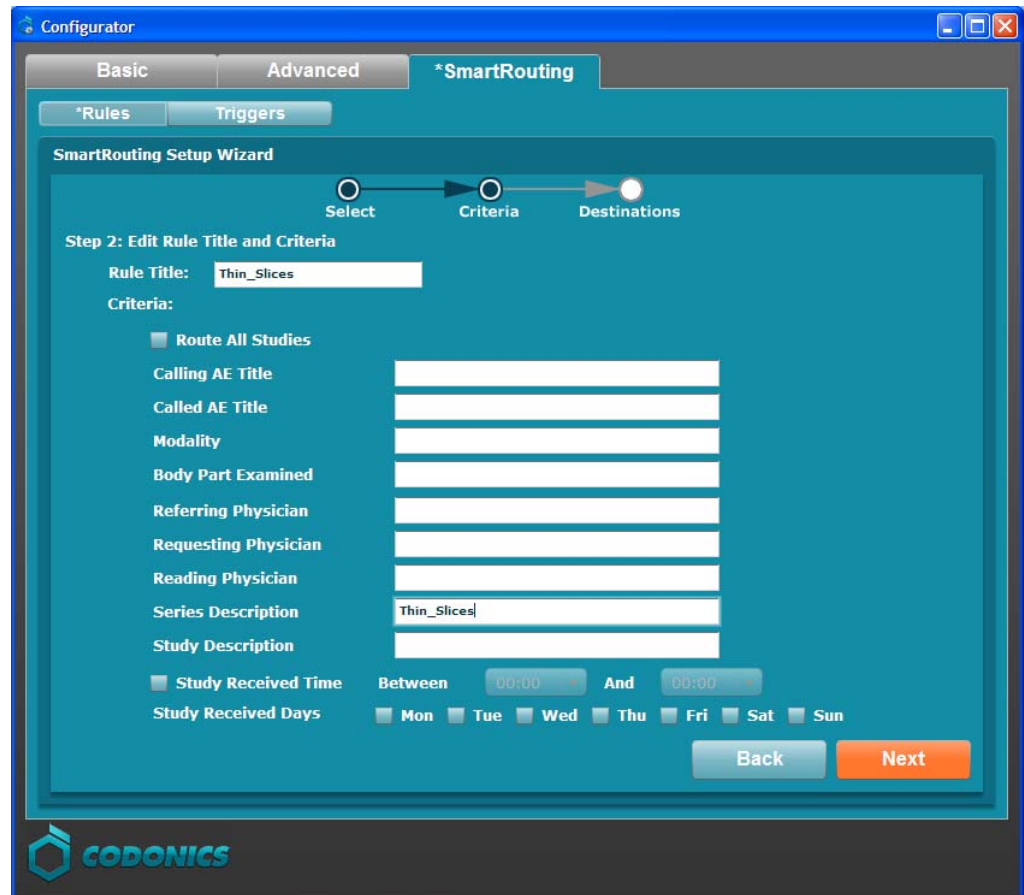 Configurator
Basic Advanced *SmartRouting
*Rules Triggers
SmartRouting Setup Wizard
Select Criteria Destinations
Step 2: Edit Rule Title and Criteria
Rule Title: Thin_Slices
Criteria:
Route All Studies
Calling AE Title
Called AE Title
Modality
Body Part Examined
Referring Physician
Requesting Physician
Reading Physician
Series Description Thin_Slices
Study Description
Study Received Time Between 00:00 And 00:00
Study Received Days Mon Tue Wed Thu Fri Sat Sun
Back Next
CODONICS